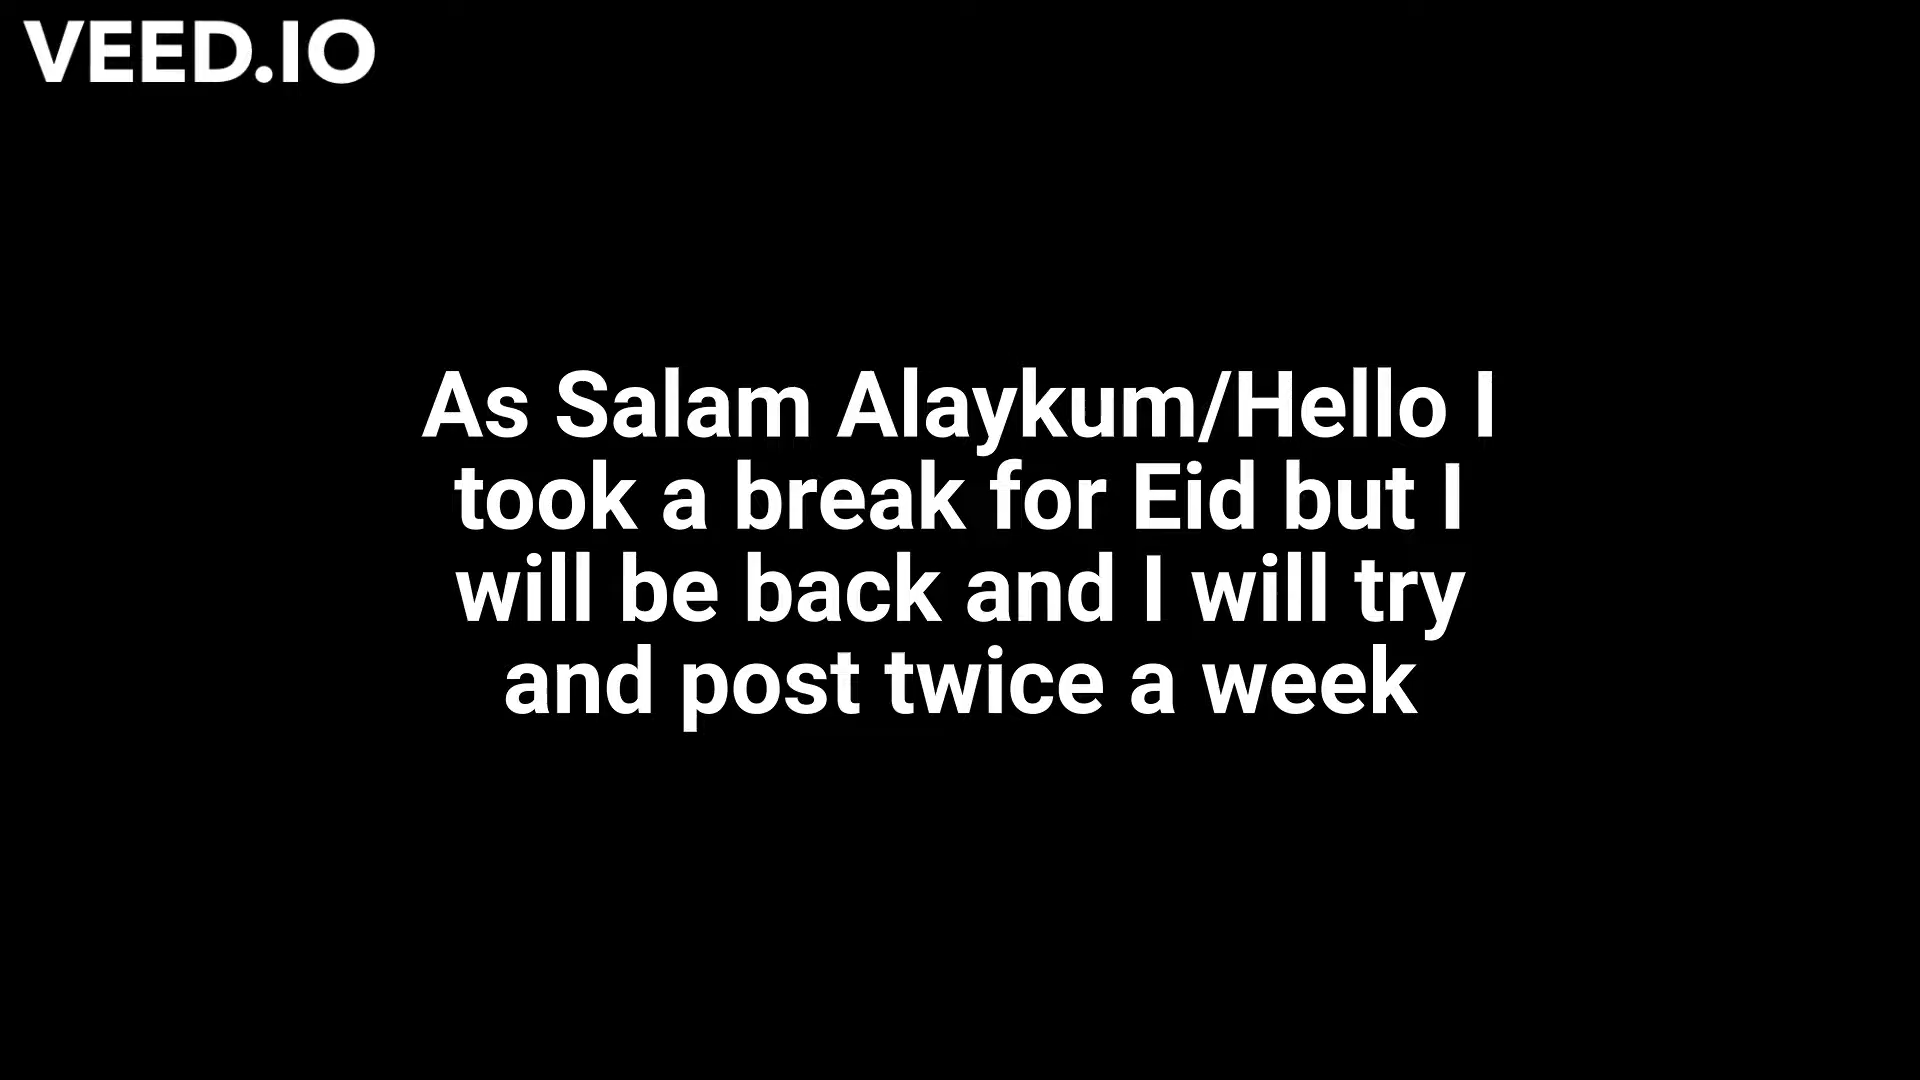 VEED.IO
As Salam Alaykum/Hello I
took a break for Eid but I
will be back and I will try
and post twice a week